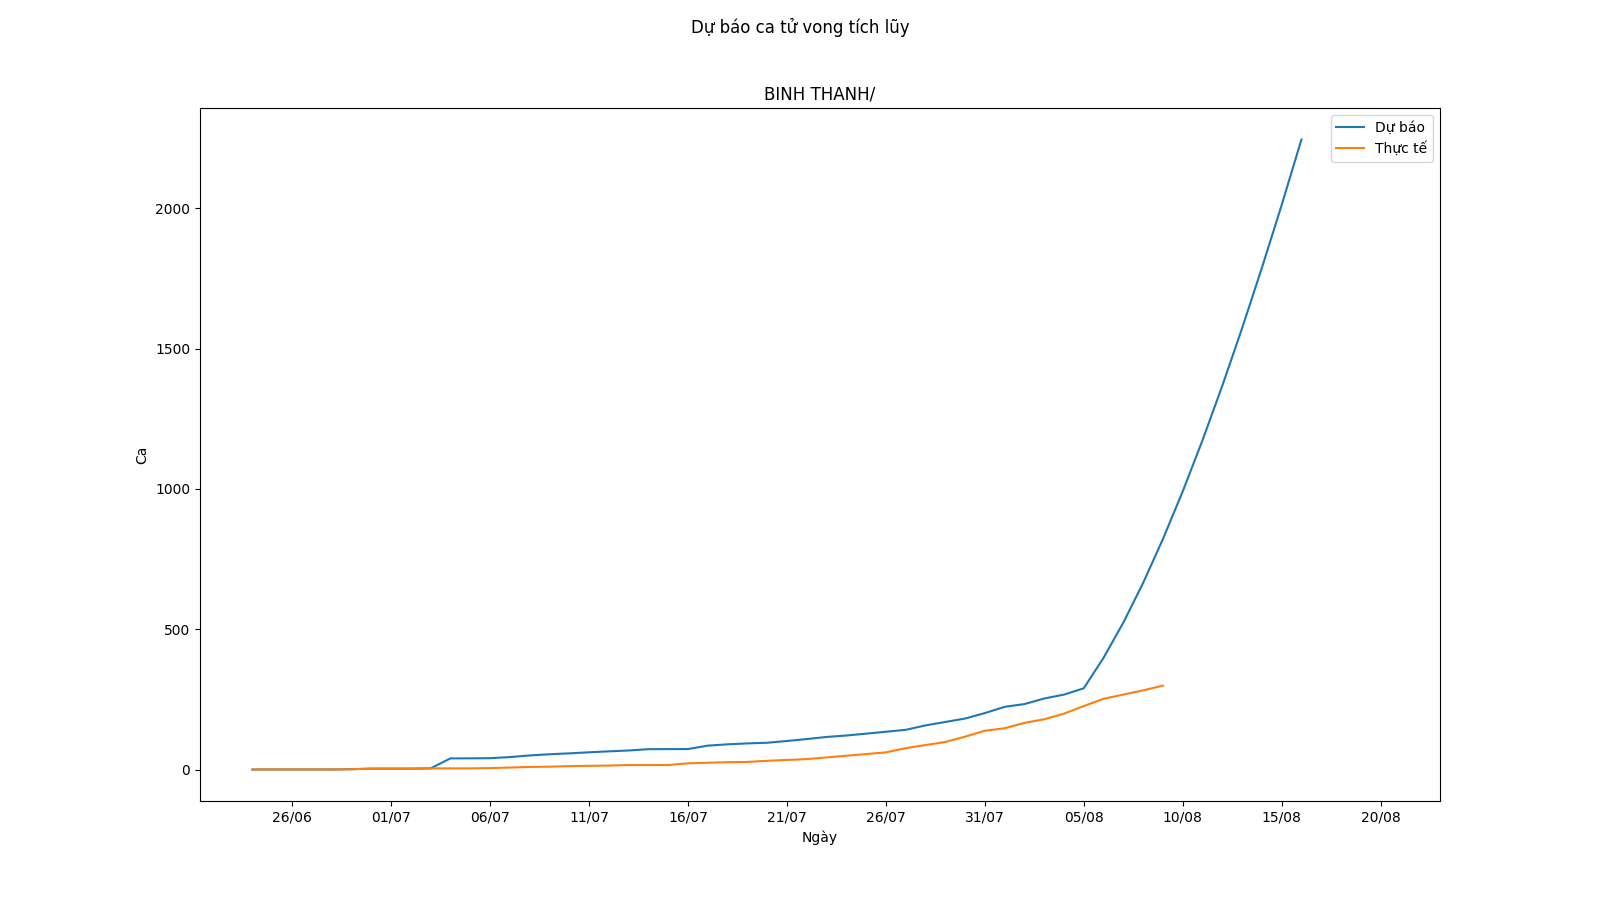 Dự báo ca tử vong tích lũy
BINH THANH/
Dự báo
Thực tế
Ca
2000
1500
1000
500
0
26/06 01/07 06/07 11/07 16/07 21/07 26/07 31/07 05/08 10/08 15/08 20/08
Ngày